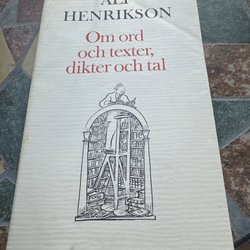 ALF
HENRIKSON
Om ord
och texter,
dikter och tal